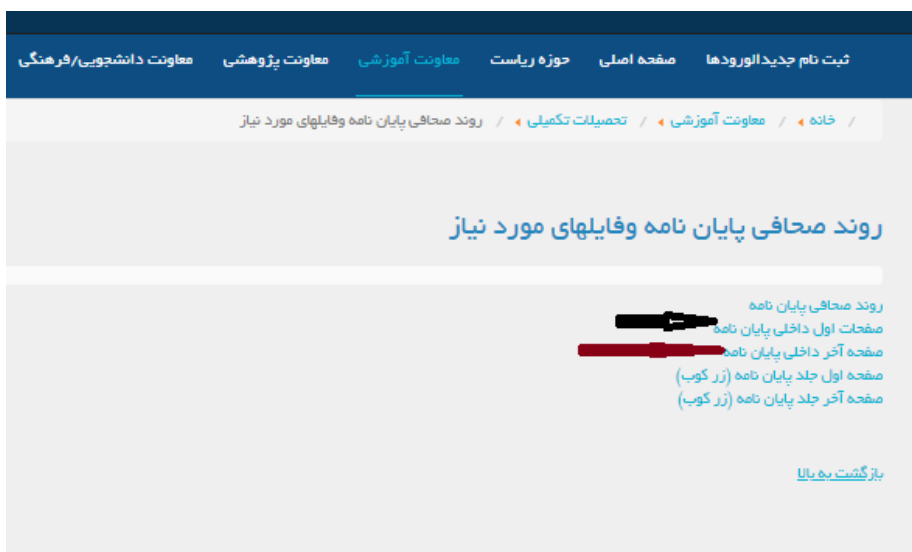 ثبت نام جدیدالورودها صفحه اصلی حوزه ریاست معاونت آموزشی معاونت پژوهشی معاونت دانشجویی/فرهنگی
/ خانه / معاونت آموزشی / تحصیلات تکمیلی / روند صحافی پایان نامه وفایلهای مورد نیاز
روند صحافی پایان نامه وفایلهای مورد نیاز
روند صحافی پایان نامه
صفحات اول داخلی پایان نامه
صفحه آخر داخلی پایان نامه
صفحه اول جلد پایان نامه (زر کوب)
صفحه آخر جلد پایان نامه (زر کوب)
بازگشت به بالا